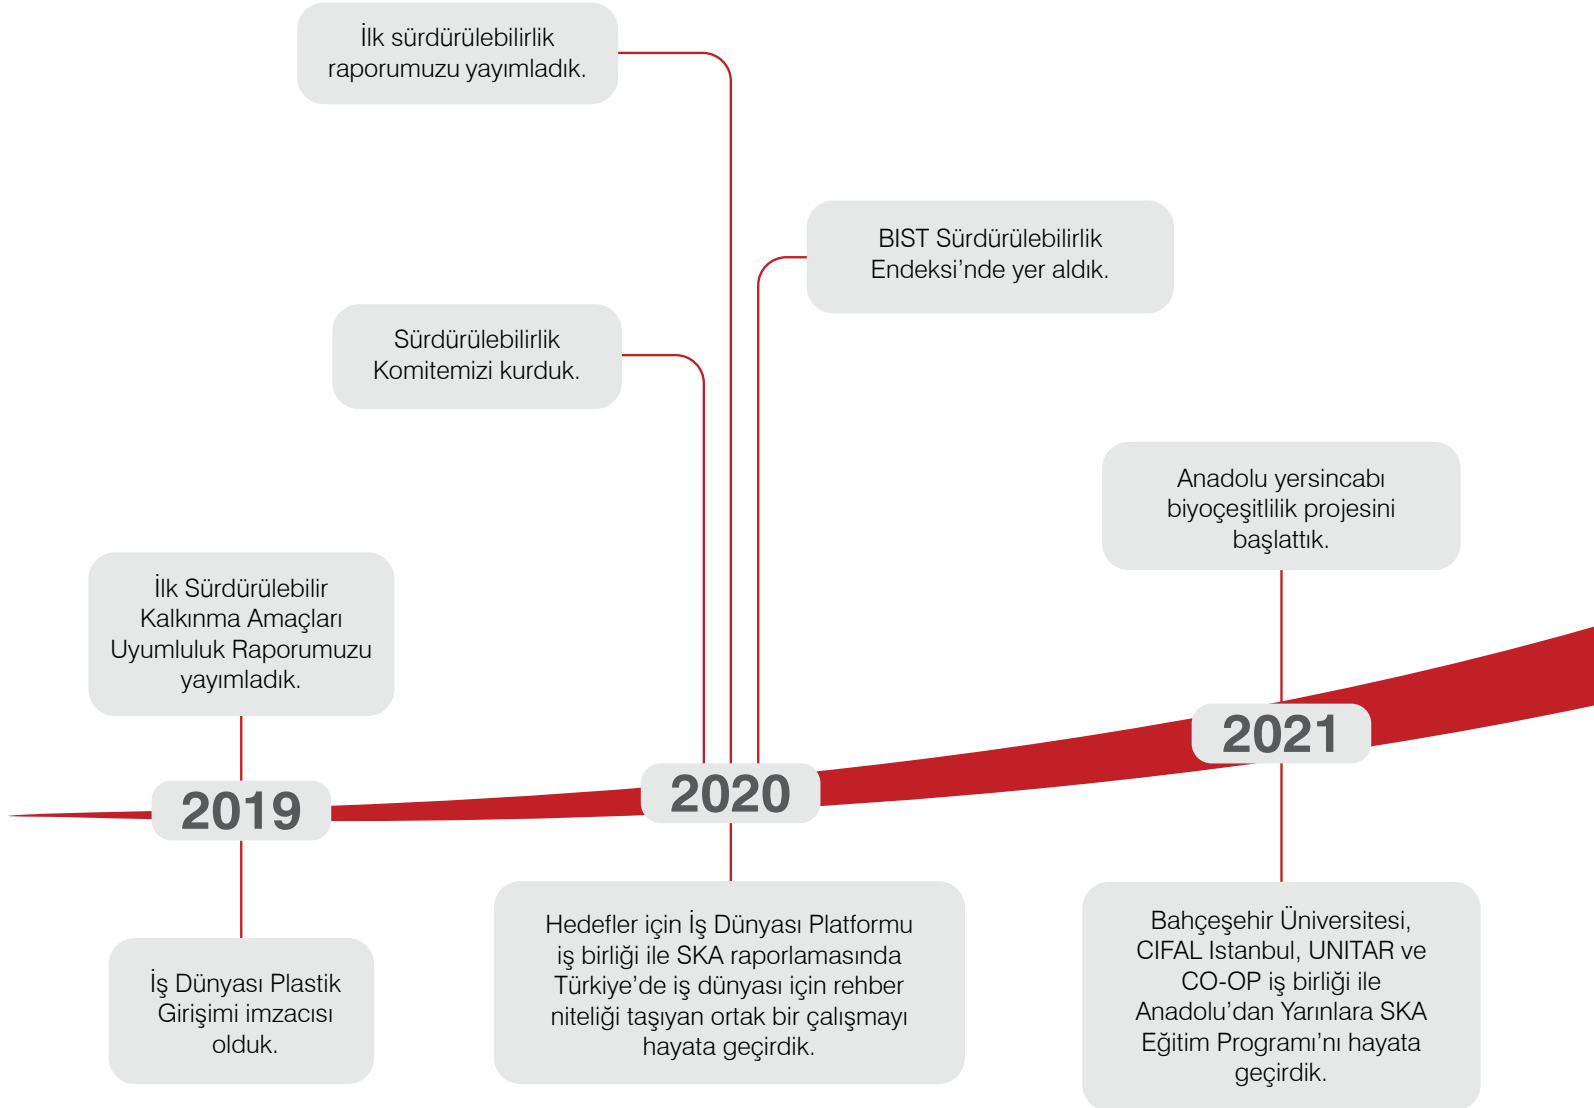 İlk sürdürülebilirlik
raporumuzu yayımladık.
BIST Sürdürülebilirlik
Endeksi’nde yer aldık.
Sürdürülebilirlik
Komitemizi kurduk.
Anadolu yersincabı
biyoçeşitlilik projesini
başlattık.
İlk Sürdürülebilir
Kalkınma Amaçları
Uyumluluk Raporumuzu
yayımladık.
2019
2020
2021
İş Dünyası Plastik
Girişimi imzacısı
olduk.
Hedefler için İş Dünyası Platformu
iş birliği ile SKA raporlamasında
Türkiye’de iş dünyası için rehber
niteliği taşıyan ortak bir çalışmayı
hayata geçirdik.
Bahçeşehir Üniversitesi,
CIFAL Istanbul, UNITAR ve
CO-OP iş birliği ile
Anadolu’dan Yarınlara SKA
Eğitim Programı’nı hayata
geçirdik.